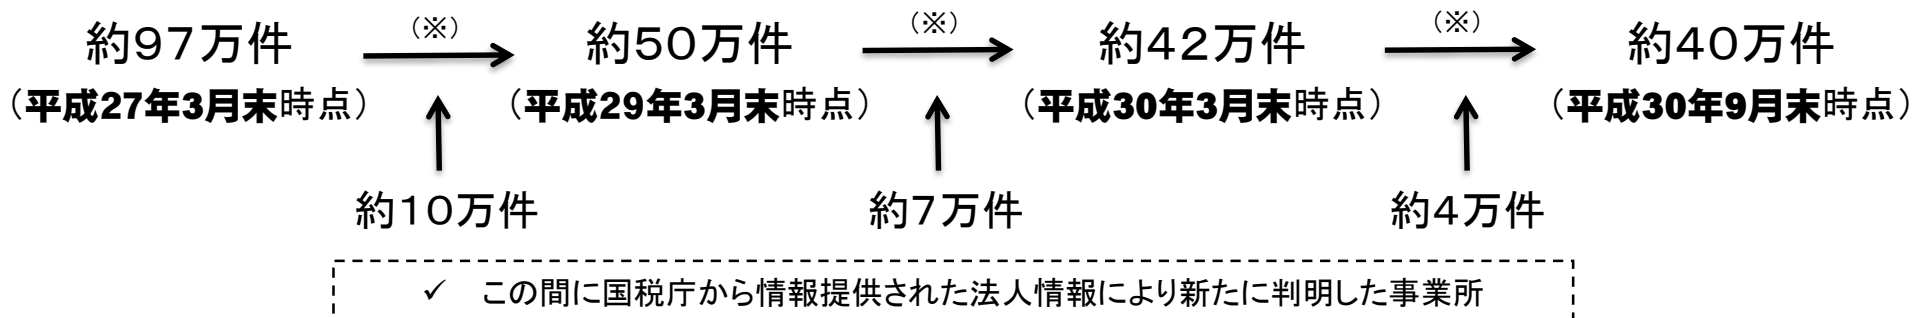 約97万件 (※) 約50万件 (※) 約42万件 (※) 約40万件
(平成27年3月末時点) (平成29年3月末時点) (平成30年3月末時点) (平成30年9月末時点)
約10万件 約7万件 約4万件
✓ この間に国税庁から情報提供された法人情報により新たに判明した事業所